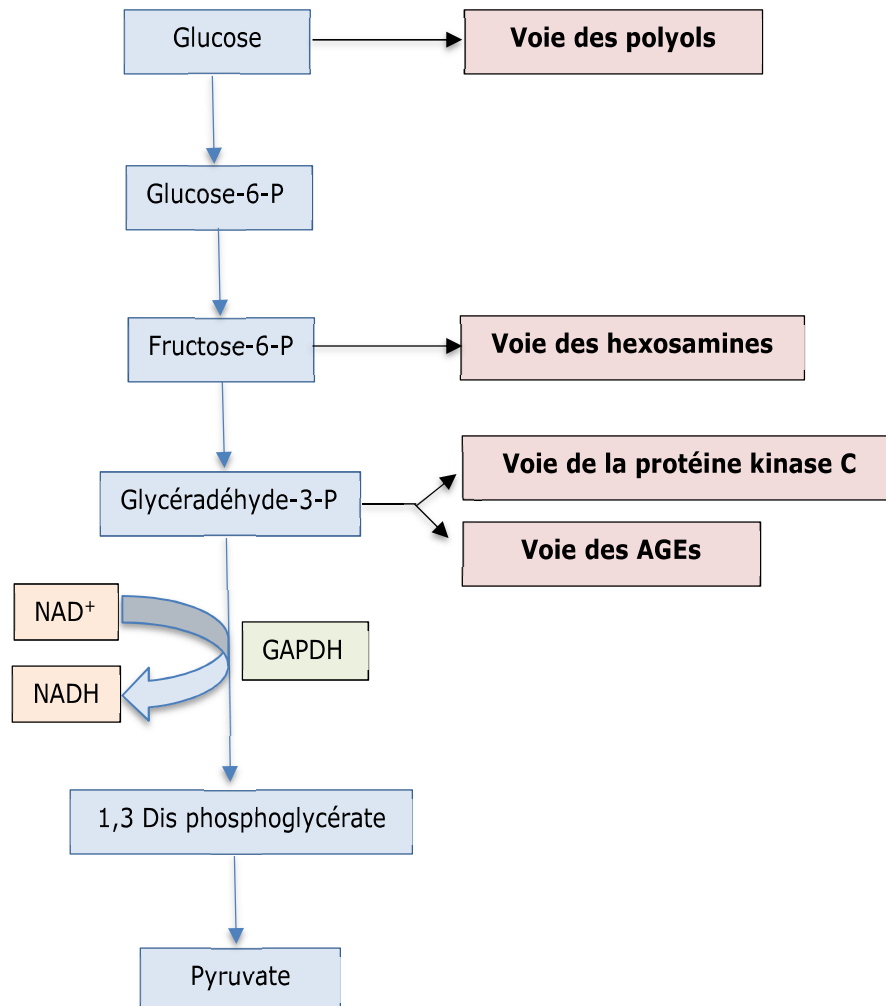 Glucose
Voie des polyols
Glucose-6-P
Fructose-6-P
Voie des hexosamines
Voie de la protéine kinase C
Glycéradéhyde-3-P
Voie des AGEs
NAD⁺
GAPDH
NADH
1,3 Dis phosphoglycérate
Pyruvate